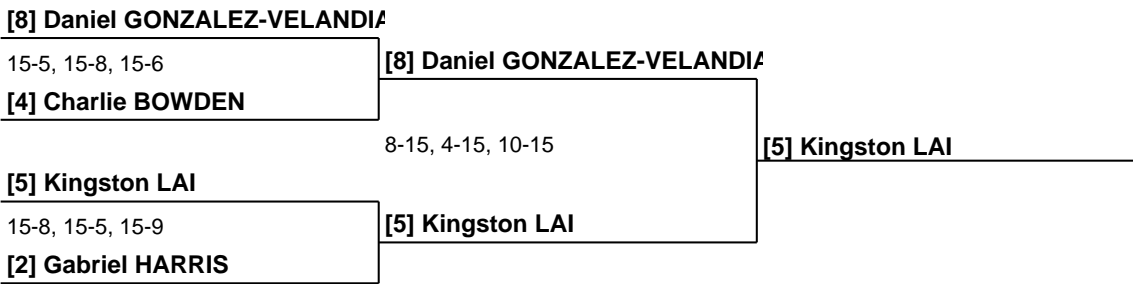 [8] Daniel GONZALEZ-VELANDIA
15-5, 15-8, 15-6
[8] Daniel GONZALEZ-VELANDIA
[4] Charlie BOWDEN
8-15, 4-15, 10-15
[5] Kingston LAI
[5] Kingston LAI
15-8, 15-5, 15-9
[5] Kingston LAI
[2] Gabriel HARRIS